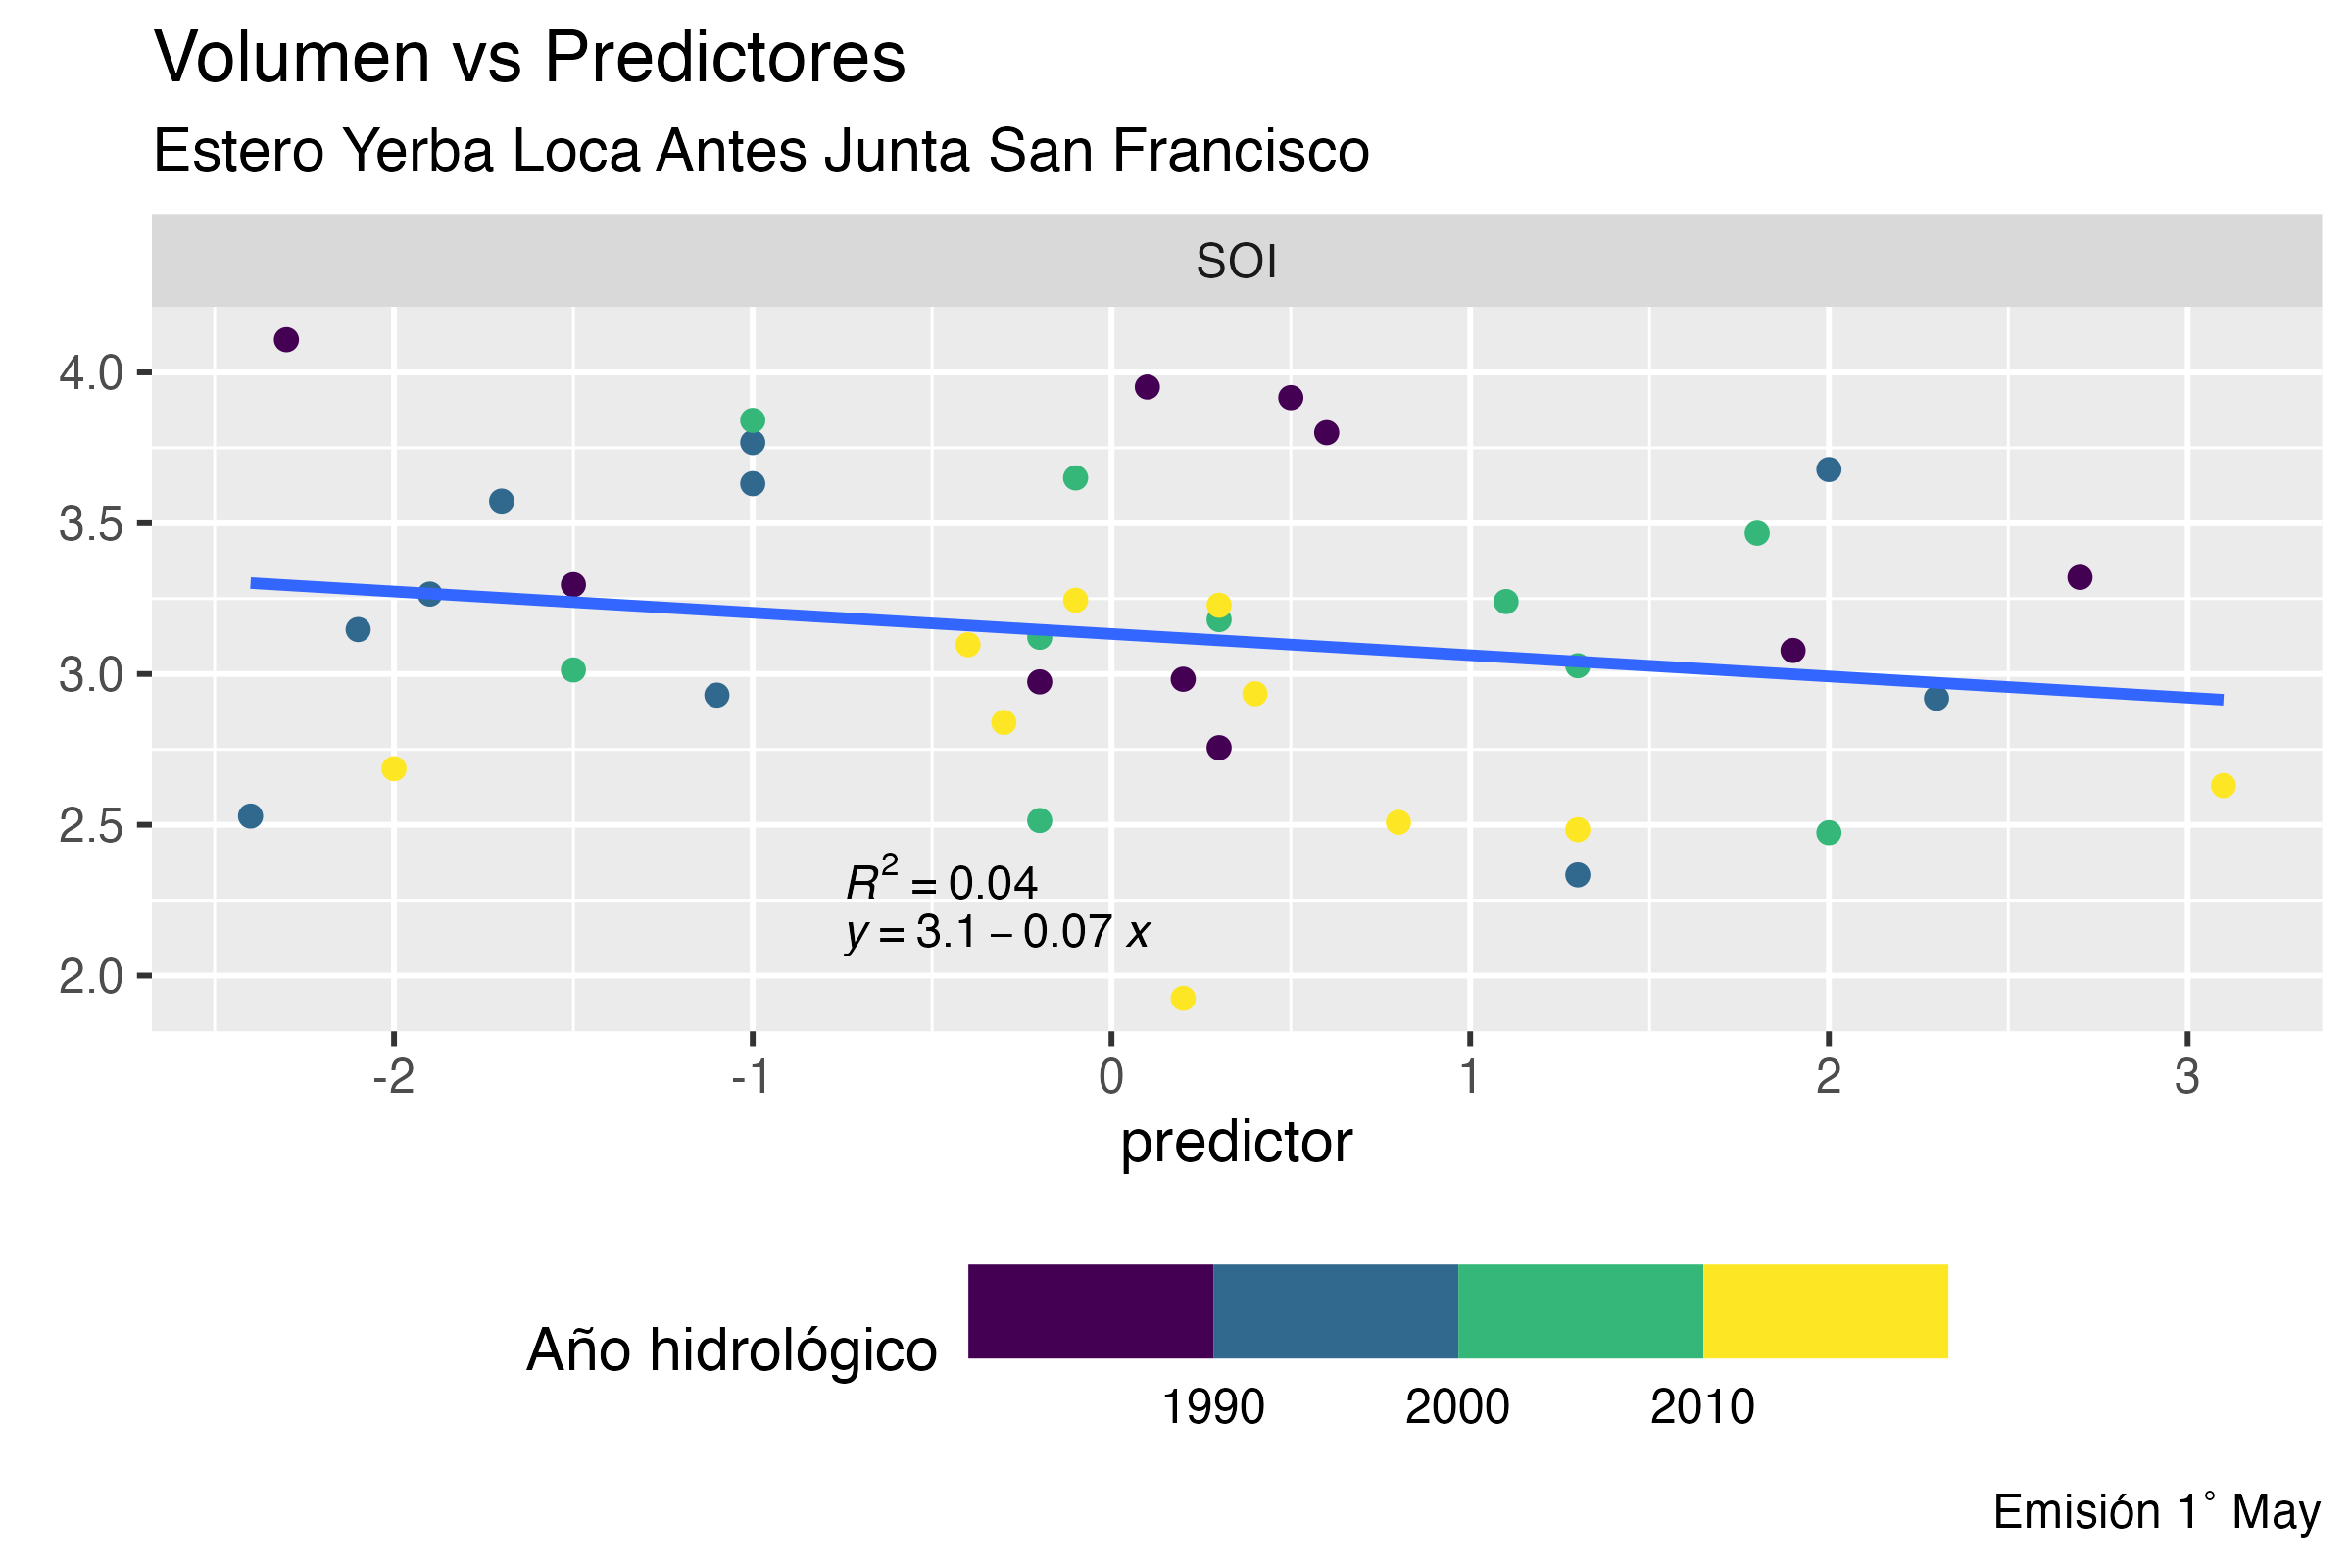 Volumen vs Predictores
Estero Yerba Loca Antes Junta San Francisco
SOI
4.0
3.5
3.0
2.5
2.0
R² = 0.04
y = 3.1 − 0.07 x
-2 -1 0 1 2 3
predictor
Año hidrológico
1990 2000 2010
Emisión 1° May